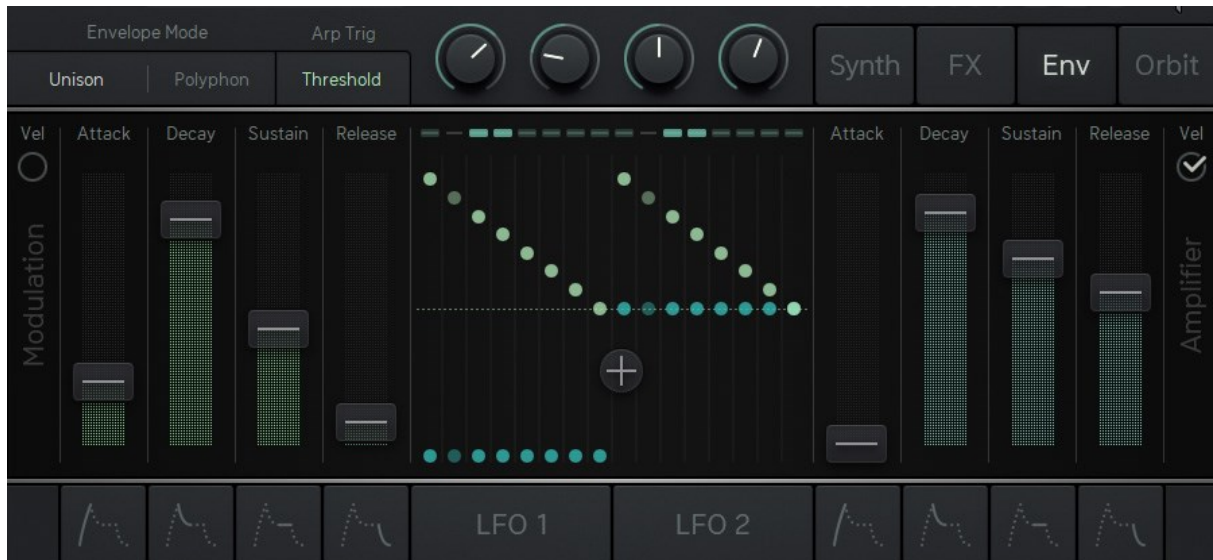 Envelope Mode Arp Trig
Unison Polyphon Threshold Synth FX Env Orbit
Vel Attack Decay Sustain Release Attack Decay Sustain Release Vel
Modulation
Amplifier
LFO 1 LFO 2